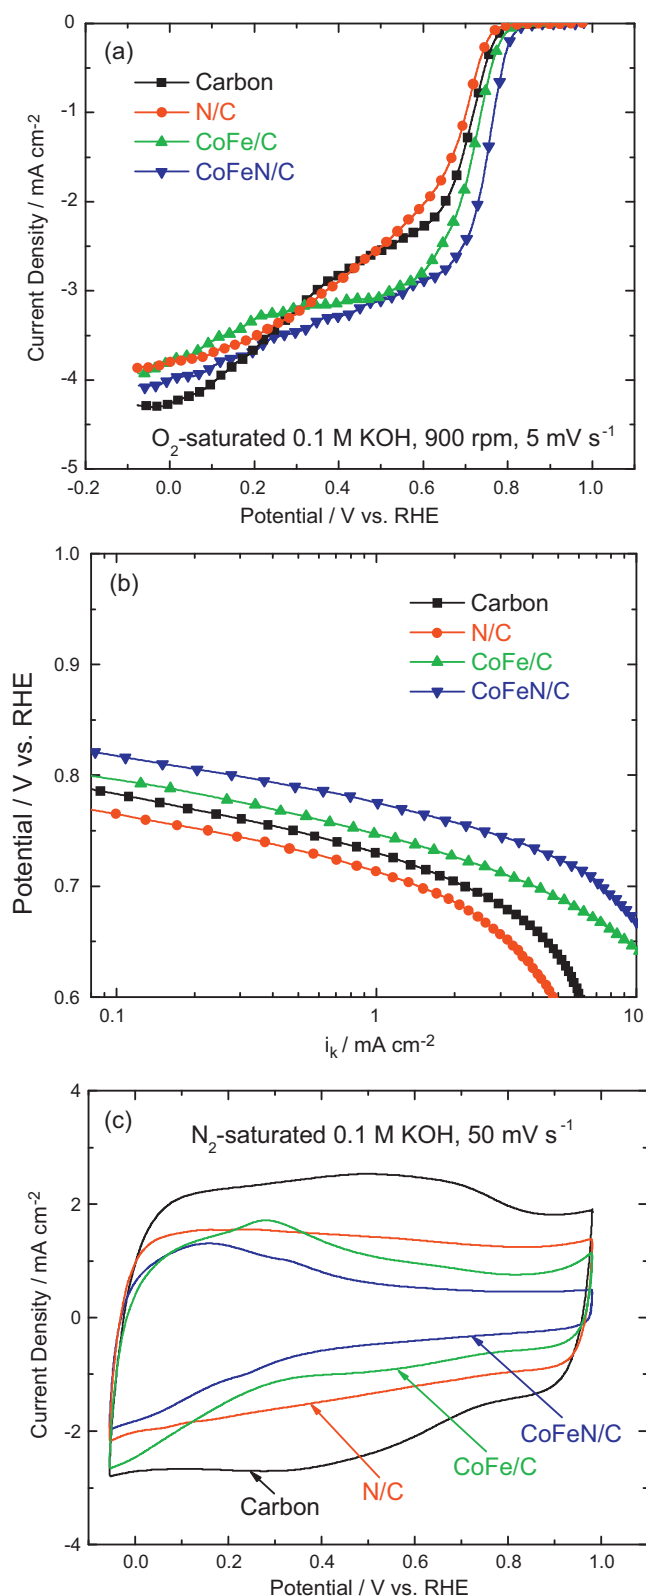 (a)
Carbon
N/C
CoFe/C
CoFeN/C
0
-1
-2
-3
-4
-5
Current Density / mA cm-2
O2-saturated 0.1 M KOH, 900 rpm, 5 mV s-1
-0.2 0.0 0.2 0.4 0.6 0.8 1.0
Potential / V vs. RHE
(b)
Carbon
N/C
CoFe/C
CoFeN/C
1.0
0.9
0.8
0.7
0.6
Potential / V vs. RHE
0.1 1 10
ik / mA cm-2
(c)
N2-saturated 0.1 M KOH, 50 mV s-1
4
2
0
-2
-4
Current Density / mA cm-2
CoFeN/C
CoFe/C
N/C
Carbon
0.0 0.2 0.4 0.6 0.8 1.0
Potential / V vs. RHE